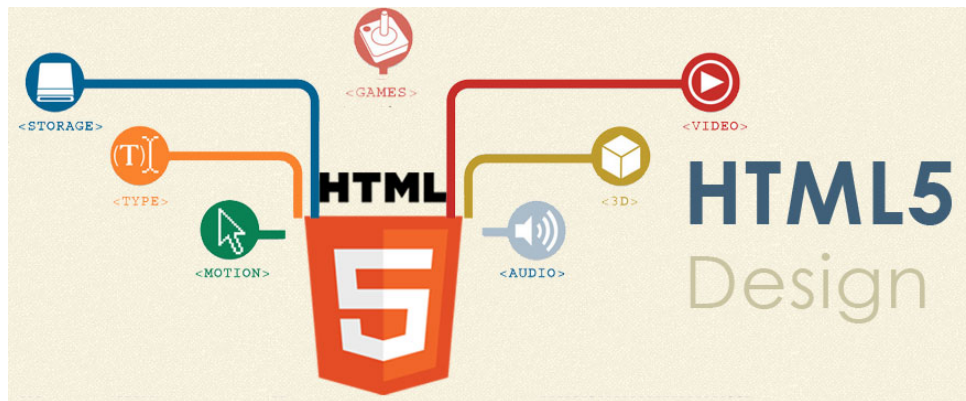 <GAMES>
<STORAGE>
<VIDEO>
(T)
<TYPE>
<3D>
HTML
5
<MOTION>
<AUDIO>
HTML5
Design